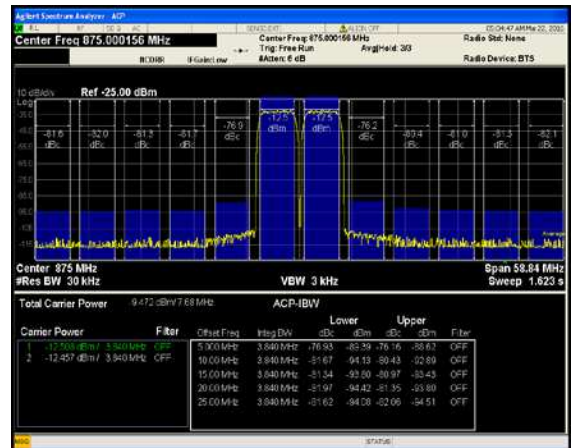 Agilent Spectrum Analyzer ACP
Center Freq 875.000156 MHz
Center Freq: 875.000156 MHz
Trig: Free Run
Avg|Hold: 3/3
Radio Std: None
NCORR
IFGain:Low
#Atten: 6 dB
Radio Device: BTS
10 dB/div
Ref -25.00 dBm
Log
-81.6 dBc
-82.0 dBc
-81.3 dBc
-81.7 dBc
-76.9 dBc
-12.5 dBm
-12.5 dBm
-76.2 dBc
-81.0 dBc
-81.3 dBc
-82.1 dBc
Average
Center 875 MHz
Span 58.84 MHz
#Res BW 30 kHz
VBW 3 kHz
Sweep 1.623 s
Total Carrier Power
-9.472 dBm/ 7.68 MHz
ACP-IBW
Lower
Upper
Carrier Power
Filter
Offset Freq
Integ BW
dBc
dBm
dBc
dBm
Filter
1 -12.508 dBm / 3.840 MHz OFF
5.000 MHz 3.840 MHz -76.93 -89.39 -76.16 -88.62 OFF
2 -12.457 dBm / 3.840 MHz OFF
10.00 MHz 3.840 MHz -81.67 -94.13 -80.43 -92.89 OFF
15.00 MHz 3.840 MHz -81.34 -93.80 -80.97 -93.43 OFF
20.00 MHz 3.840 MHz -81.97 -94.42 -81.35 -93.80 OFF
25.00 MHz 3.840 MHz -81.62 -94.08 -82.06 -94.51 OFF
MSG
STATUS